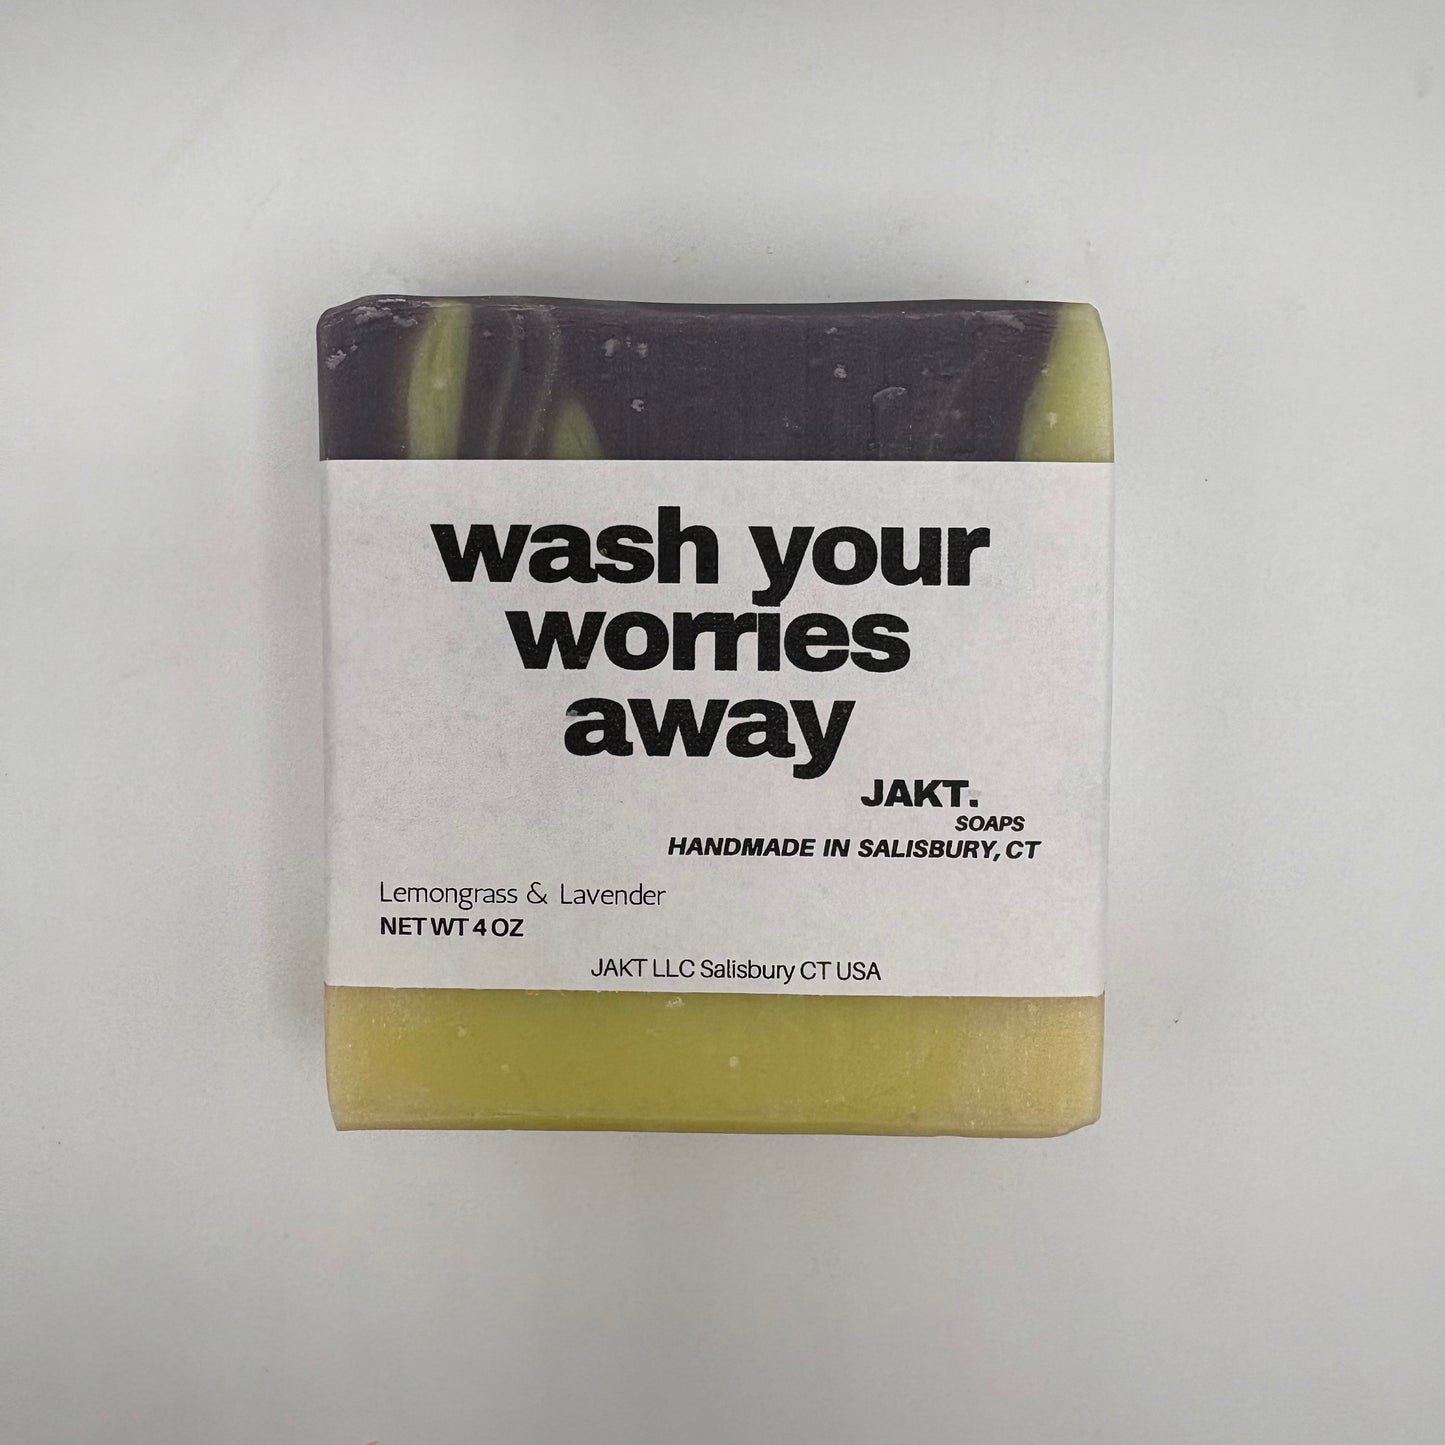 wash your
worries
away
JAKT.
SOAPS
HANDMADE IN SALISBURY, CT
Lemongrass & Lavender
NET WT 4 OZ
JAKT LLC Salisbury CT USA